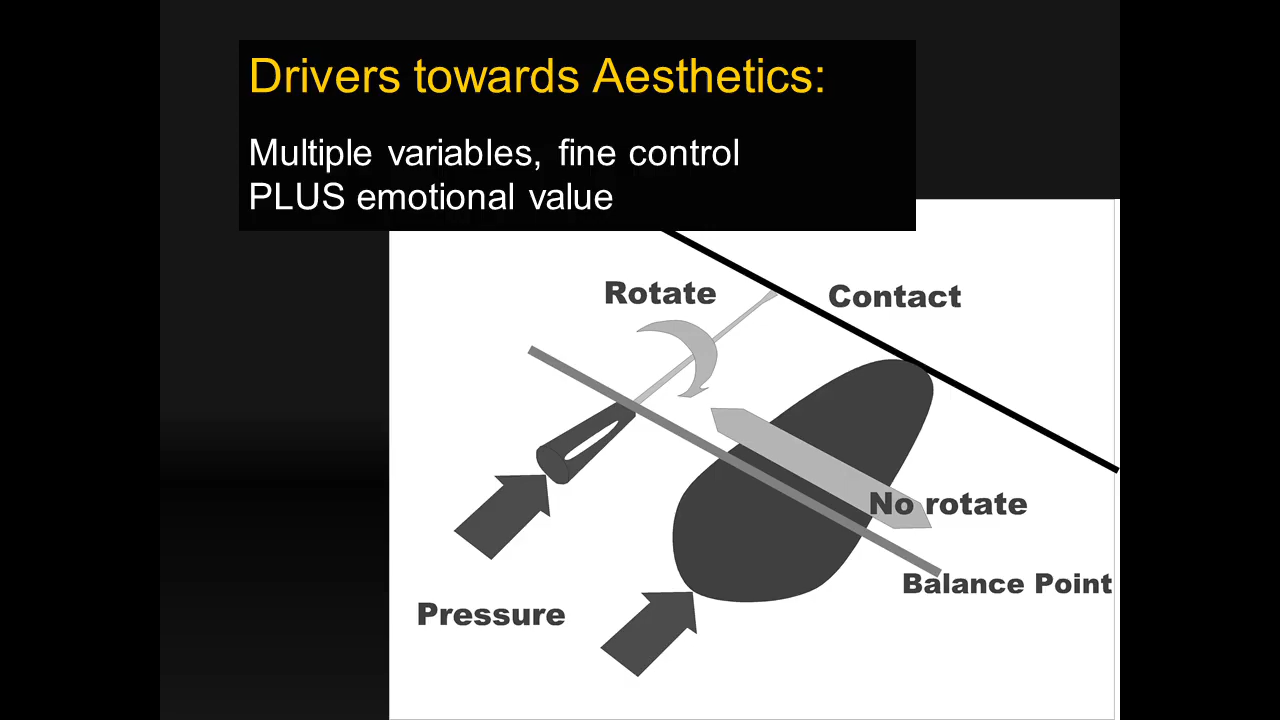 Drivers towards Aesthetics:
Multiple variables, fine control
PLUS emotional value
Rotate
Contact
No rotate
Balance Point
Pressure